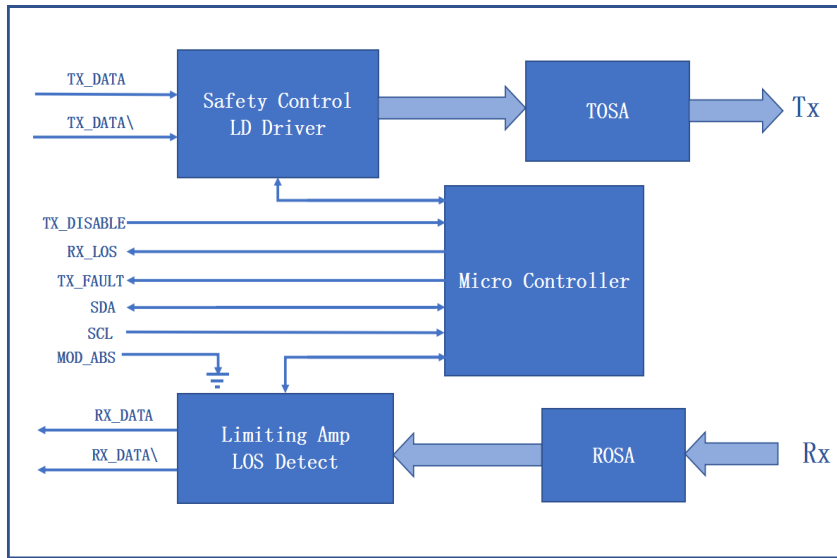 TX_DATA
TX_DATA\
Safety Control
LD Driver
TOSA
Tx
TX_DISABLE
RX_LOS
TX_FAULT
SDA
SCL
MOD_ABS
Micro Controller
RX_DATA
RX_DATA\
Limiting Amp
LOS Detect
ROSA
Rx